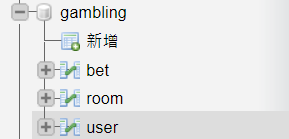 gambling
新增
bet
room
user